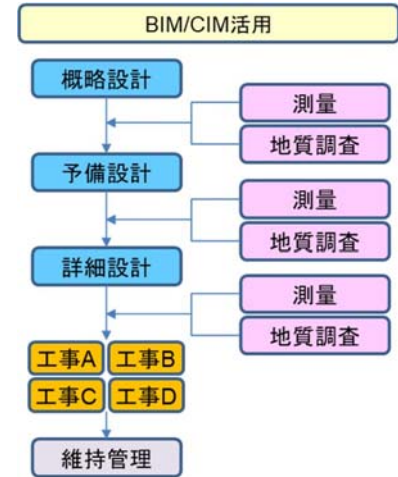 BIM/CIM活用
概略設計
測量
地質調査
予備設計
測量
地質調査
詳細設計
測量
地質調査
工事A 工事B
工事C 工事D
維持管理